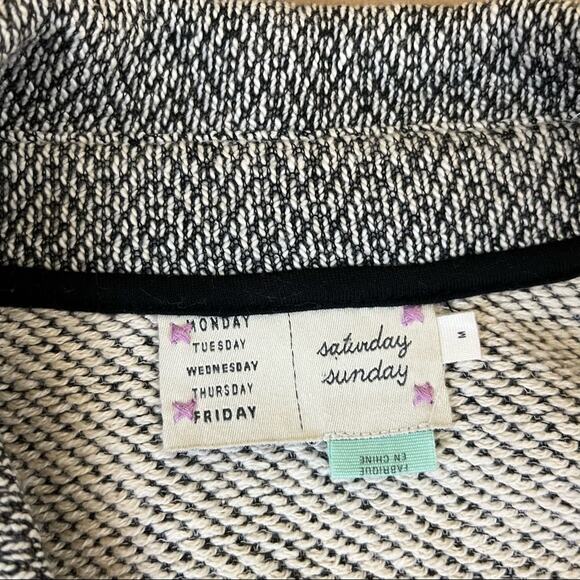 MONDAY
TUESDAY
WEDNESDAY
THURSDAY
FRIDAY
saturday
sunday
M
FABRIQUE
EN CHINE